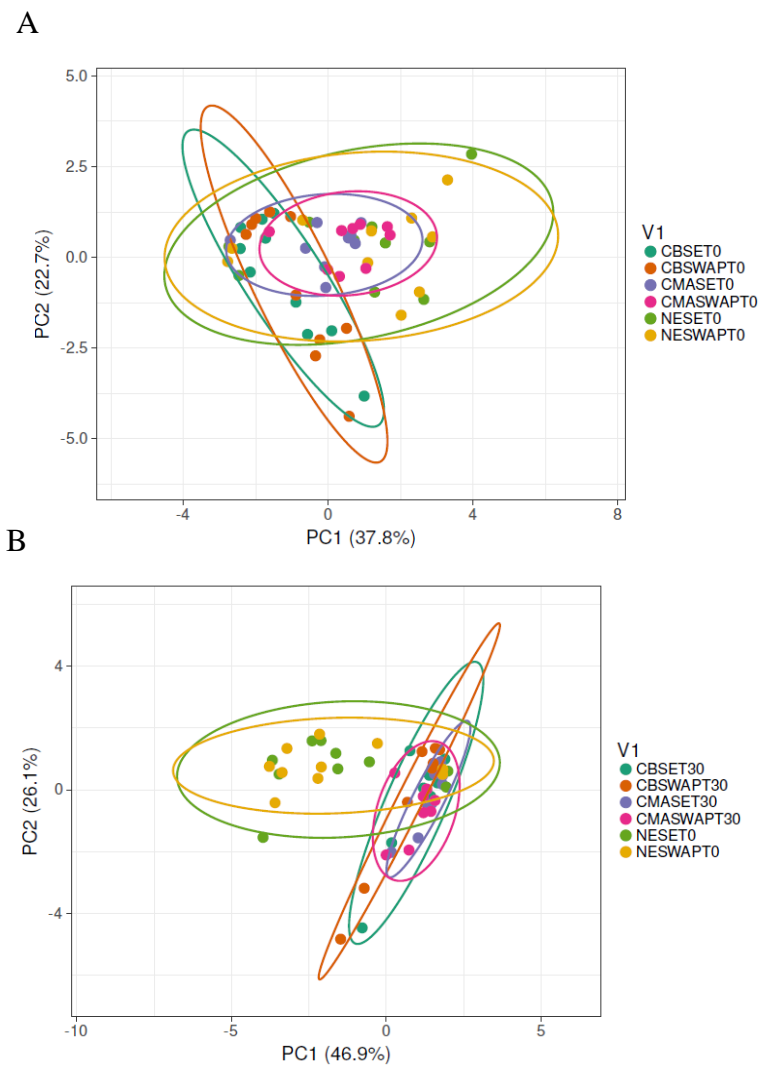 A
5.0
2.5
0.0
-2.5
-5.0
PC2 (22.7%)
-4 0 4 8
PC1 (37.8%)
V1
CBSET0
CBSWAPT0
CMASET0
CMASWAPT0
NESET0
NESWAPT0
B
4
0
-4
PC2 (26.1%)
-10 -5 0 5
PC1 (46.9%)
V1
CBSET30
CBSWAPT30
CMASET30
CMASWAPT30
NESET0
NESWAPT0